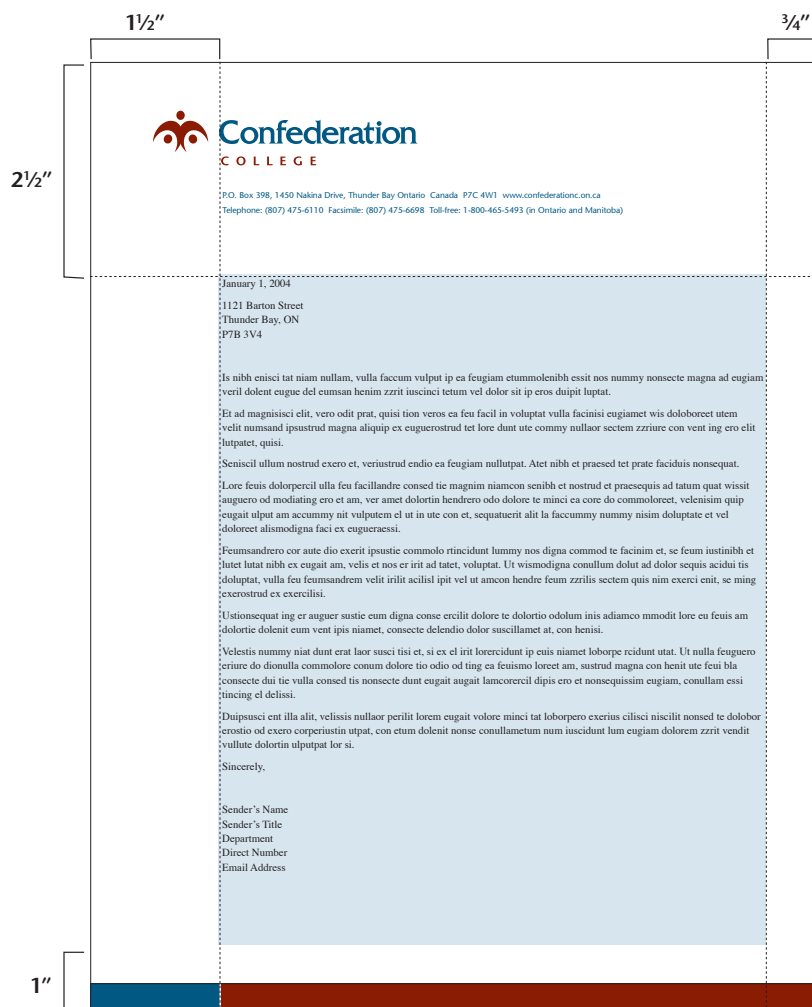 1½” ¾”
2½”
Confederation
COLLEGE
P.O. Box 398, 1450 Nakina Drive, Thunder Bay Ontario Canada P7C 4W1 www.confederationc.on.ca
Telephone: (807) 475-6110 Facsimile: (807) 475-6698 Toll-free: 1-800-465-5493 (in Ontario and Manitoba)
January 1, 2004
1121 Barton Street
Thunder Bay, ON
P7B 3V4
Is nibh enisci tat niam nullam, vulla faccum vulput ip ea feugiam etummolenibh essit nos nummy nonsecte magna ad eugiam
veril dolent eugue del eumsan henim zzrit iuscinci tetum vel dolor sit ip eros duipit luptat.
Et ad magnisisci elit, vero odit prat, quisi tion veros ea feu facil in voluptat vulla facinisi eugiamet wis doloboreet utem
velit numsand ipsustrud magna aliquip ex euguerostrud tet lore dunt ute commy nullaor sectem zzriure con vent ing ero elit
lutpatet, quisi.
Seniscil ullum nostrud exero et, veriustrud endio ea feugiam nullutpat. Atet nibh et praesed tet prate faciduis nonsequat.
Lore feuis dolorpercil ulla feu facillandre consed tie magnim niamcon senibh et nostrud et praesequis ad tatum quat wissit
auguero od modiating ero et am, ver amet dolortin hendrero odo dolore te minci ea core do commoloreet, velenisim quip
eugait ulput am accummy nit vulputem el ut in ute con et, sequatuerit alit la faccummy nummy nisim doluptate et vel
doloreet alismodigna faci ex eugueraessi.
Feumsandrero cor aute dio exerit ipsustie commolo rtincidunt lummy nos digna commod te facinim et, se feum iustinibh et
lutet lutat nibh ex eugait am, velis et nos er irit ad tatet, voluptat. Ut wismodigna conullum dolut ad dolor sequis acidui tis
doluptat, vulla feu feumsandrem velit irilit acilisl ipit vel ut amcon hendre feum zzrilis sectem quis nim exerci enit, se ming
exerostrud ex exercilisi.
Ustionsequat ing er auguer sustie eum digna conse ercilit dolore te dolortio odolum inis adiamco mmodit lore eu feuis am
dolortie dolenit eum vent ipis niamet, consecte delendio dolor suscillamet at, con henisi.
Velestis nummy niat dunt erat laor susci tisi et, si ex el irit lorercidunt ip euis niamet loborpe rcidunt utat. Ut nulla feuguero
eriure do dionulla commolore conum dolore tio odio od ting ea feuismo loreet am, sustrud magna con henit ute feui bla
consecte dui tie vulla consed tis nonsecte dunt eugait augait lamcorercil dipis ero et nonsequissim eugiam, conullam essi
tincing el delissi.
Duipsusci ent illa alit, velissis nullaor perilit lorem eugait volore minci tat loborpero exerius cilisci niscilit nonsed te dolobor
erostio od exero corperiustin utpat, con etum dolenit nonse conullametum num iuscidunt lum eugiam dolorem zzrit vendit
vullute dolortin ulputpat lor si.
Sincerely,
Sender’s Name
Sender’s Title
Department
Direct Number
Email Address
1”